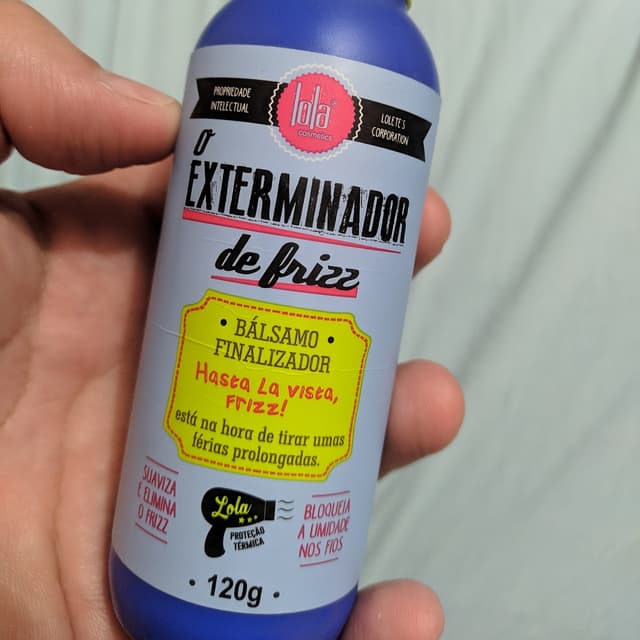 PROPRIEDADE
INTELECTUAL
lola
cosmetics
LOLETE'S
CORPORATION
O
EXTERMINADOR
de frizz
• BÁLSAMO •
FINALIZADOR
Hasta La vista,
FRIZZ!
está na hora de tirar umas
férias prolongadas.
SUAVIZA
E ELIMINA
O FRIZZ
Lola
PROTEÇÃO
TÉRMICA
BLOQUEIA
A UMIDADE
NOS FIOS
• 120g •